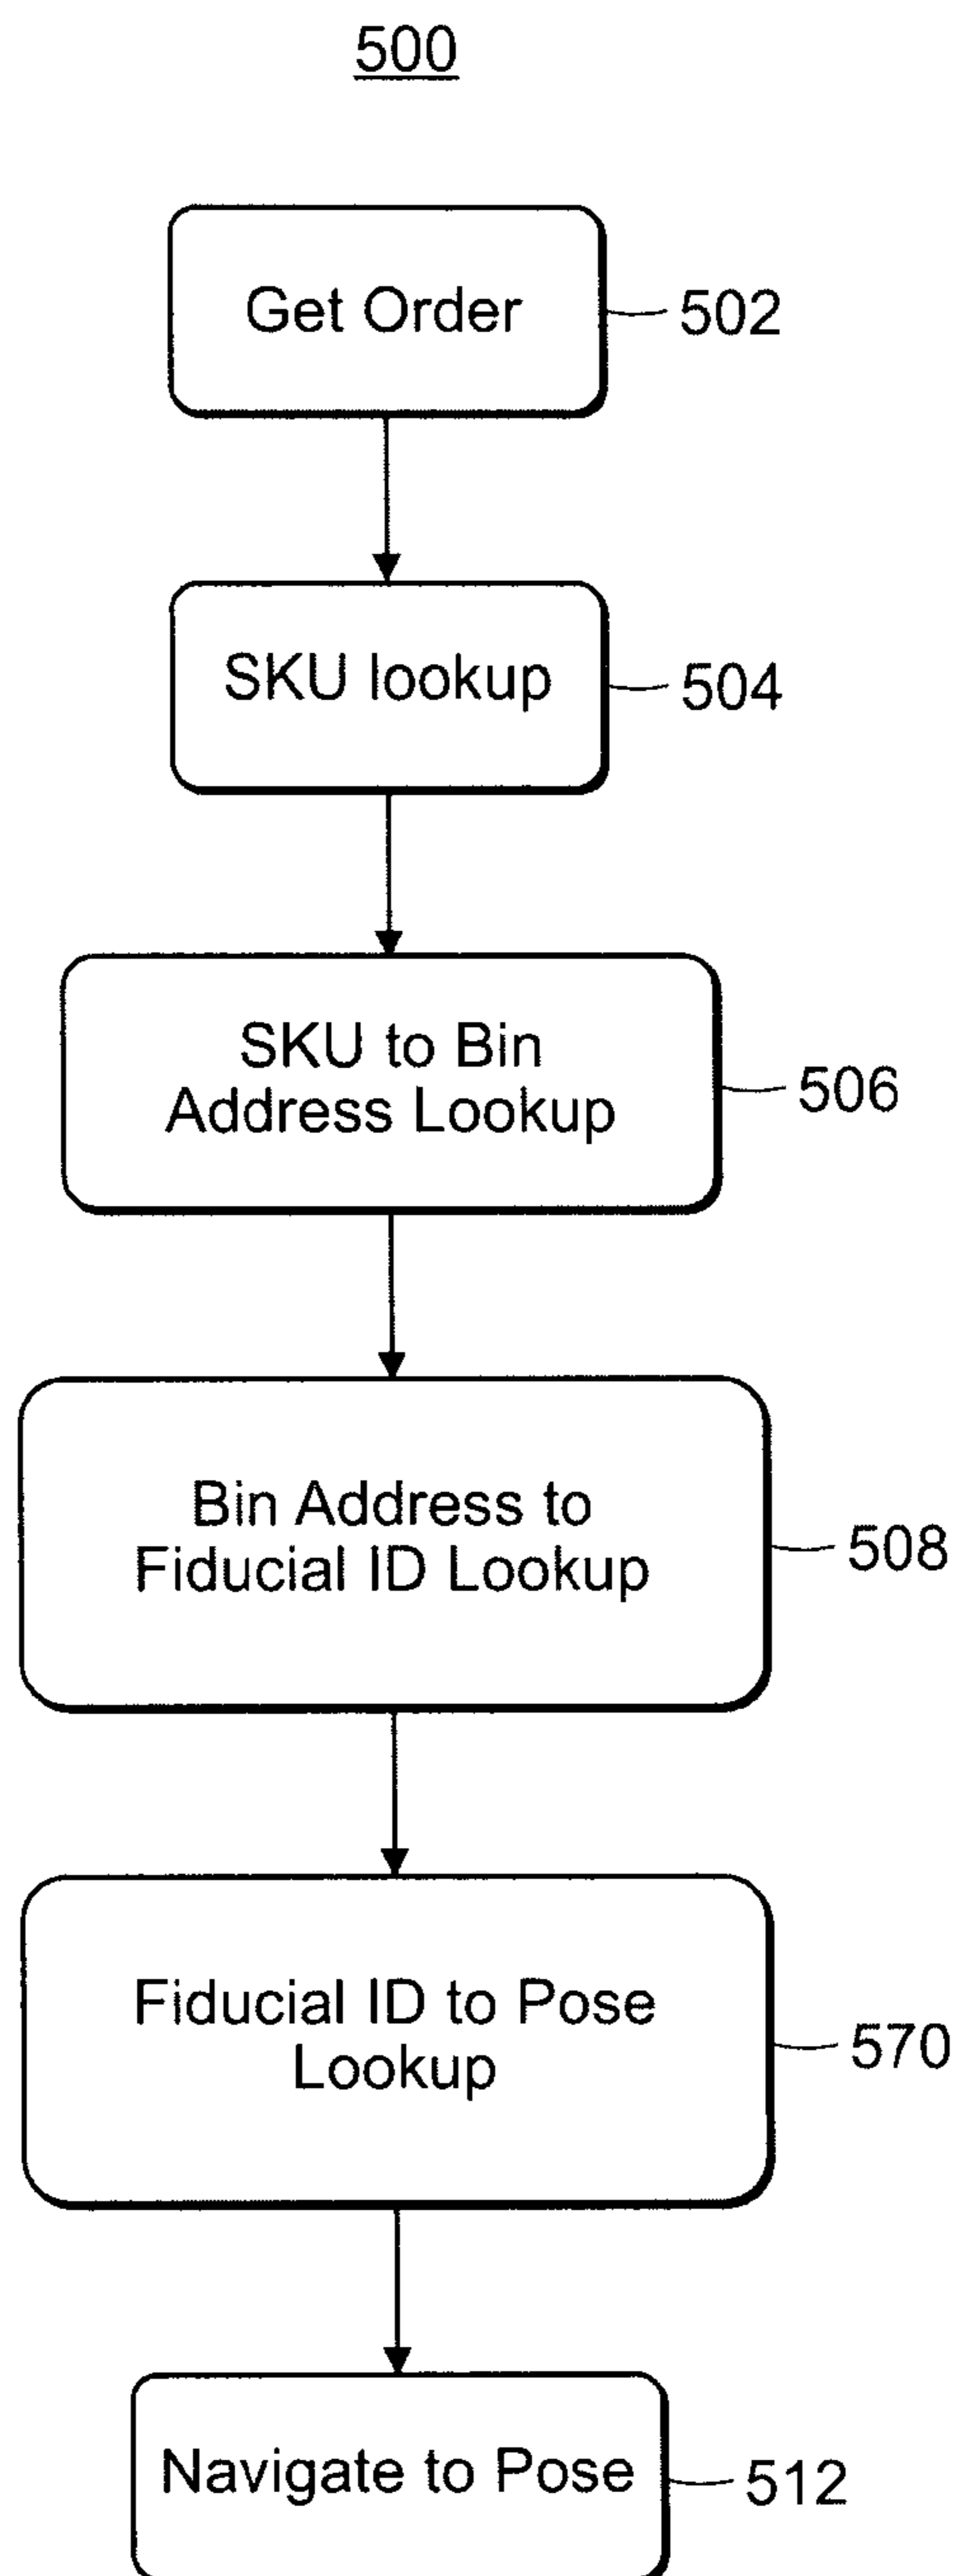 500
Get Order
502
SKU lookup
504
SKU to Bin
Address Lookup
506
Bin Address to
Fiducial ID Lookup
508
Fiducial ID to Pose
Lookup
570
Navigate to Pose
512